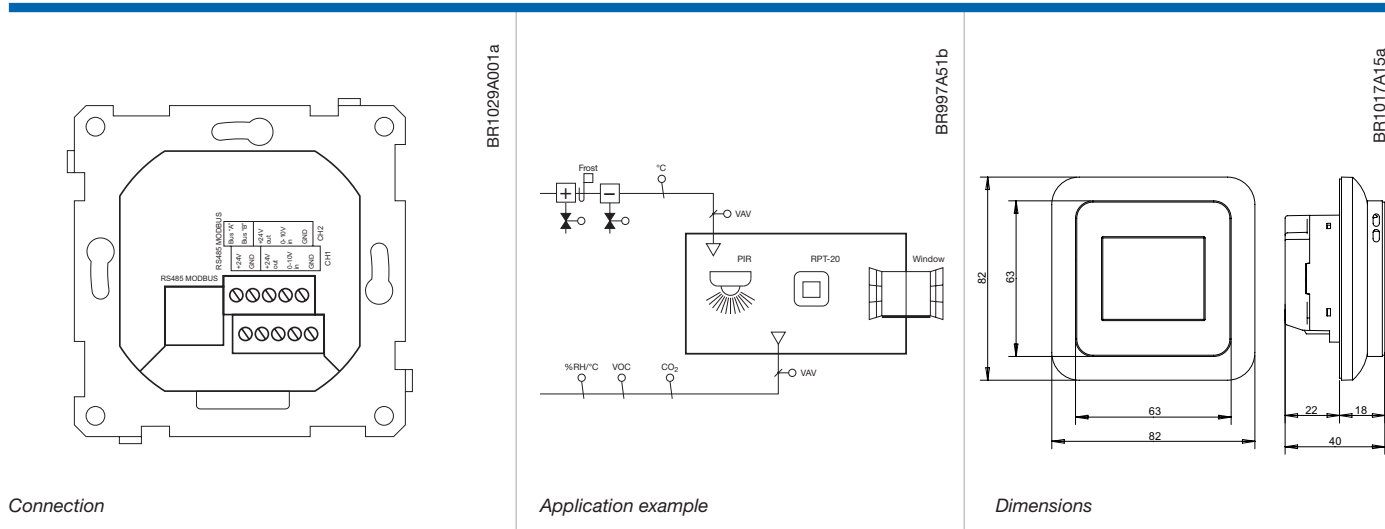 BR1029A001a
RS485 MODBUS
Bus "A"
Bus "B"
+24V
out
0-10V
in
GND
CH2
+24V
GND
+24V
out
0-10V
in
GND
CH1
RS485 MODBUS
Connection
BR997A51b
Frost
°C
VAV
PIR
RPT-20
Window
%RH/°C
VOC
CO₂
VAV
Application example
BR1017A15a
82
63
63
82
22
18
40
Dimensions